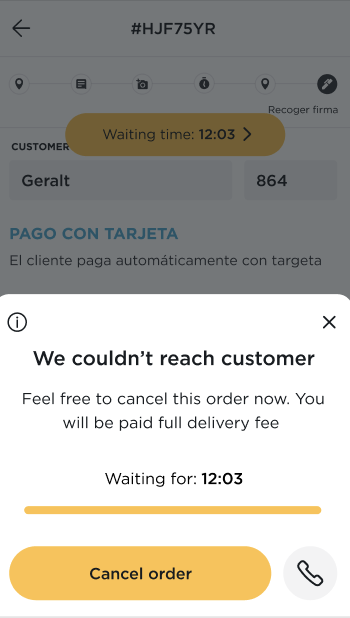 #HJF75YR
Recoger firma
Waiting time: 12:03
CUSTOMER
Geralt
864
PAGO CON TARJETA
El cliente paga automáticamente con targeta
We couldn’t reach customer
Feel free to cancel this order now. You
will be paid full delivery fee
Waiting for: 12:03
Cancel order